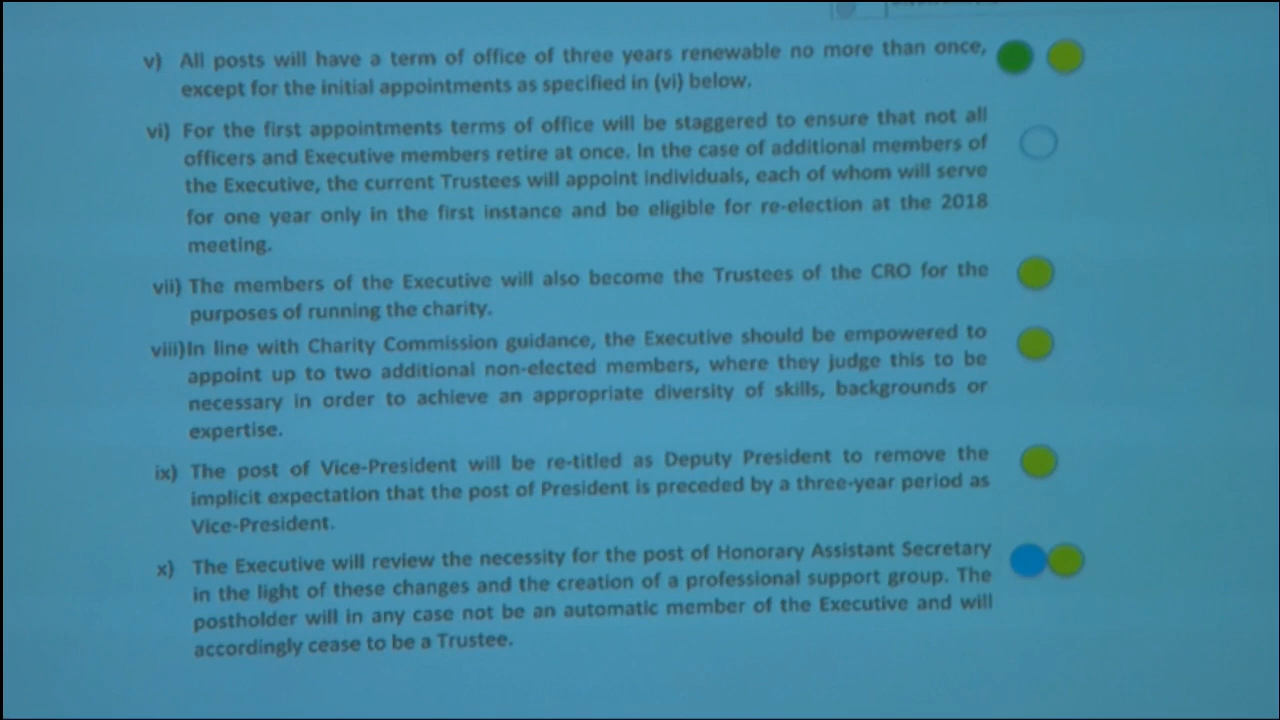 v) All posts will have a term of office of three years renewable no more than once,
except for the initial appointments as specified in (vi) below.
vi) For the first appointments terms of office will be staggered to ensure that not all
officers and Executive members retire at once. In the case of additional members of
the Executive, the current Trustees will appoint individuals, each of whom will serve
for one year only in the first instance and be eligible for re-election at the 2018
meeting.
vii) The members of the Executive will also become the Trustees of the CRO for the
purposes of running the charity.
viii)In line with Charity Commission guidance, the Executive should be empowered to
appoint up to two additional non-elected members, where they judge this to be
necessary in order to achieve an appropriate diversity of skills, backgrounds or
expertise.
ix) The post of Vice-President will be re-titled as Deputy President to remove the
implicit expectation that the post of President is preceded by a three-year period as
Vice-President.
x) The Executive will review the necessity for the post of Honorary Assistant Secretary
in the light of these changes and the creation of a professional support group. The
postholder will in any case not be an automatic member of the Executive and will
accordingly cease to be a Trustee.